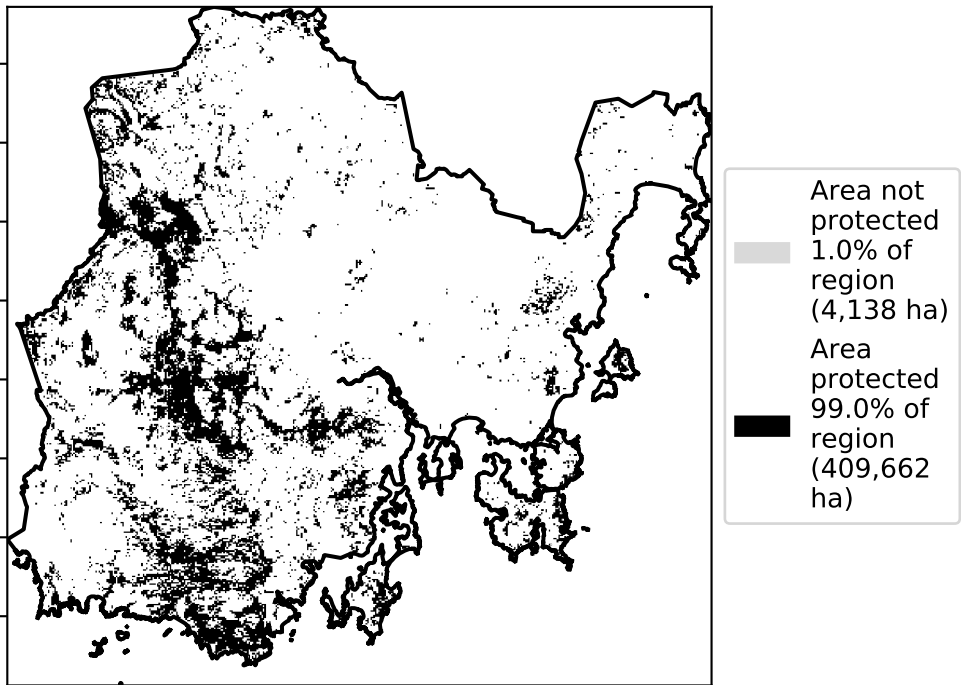 Area not
protected
1.0% of
region
(4,138 ha)
Area
protected
99.0% of
region
(409,662
ha)